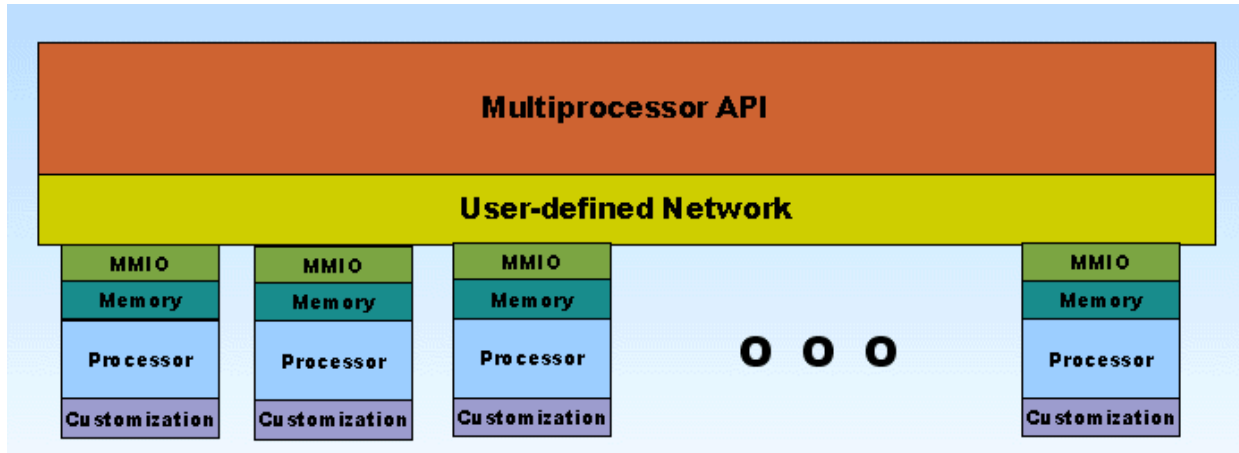 Multiprocessor API
User-defined Network
MMIO MMIO MMIO MMIO
Memory Memory Memory Memory
Processor Processor Processor O O O Processor
Customization Customization Customization Customization